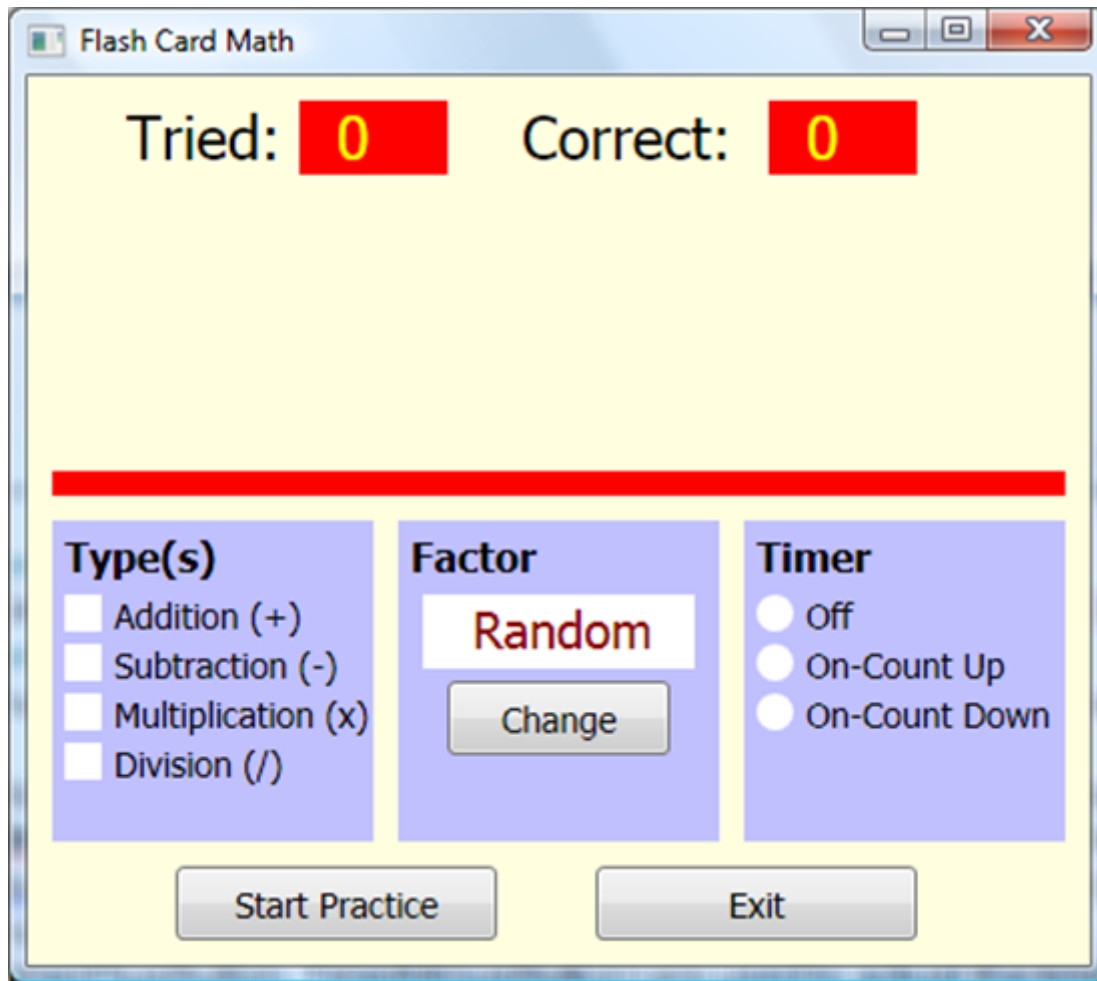 Flash Card Math
Tried: 0 Correct: 0
Type(s)
Addition (+)
Subtraction (-)
Multiplication (x)
Division (/)
Factor
Random
Change
Timer
Off
On-Count Up
On-Count Down
Start Practice
Exit